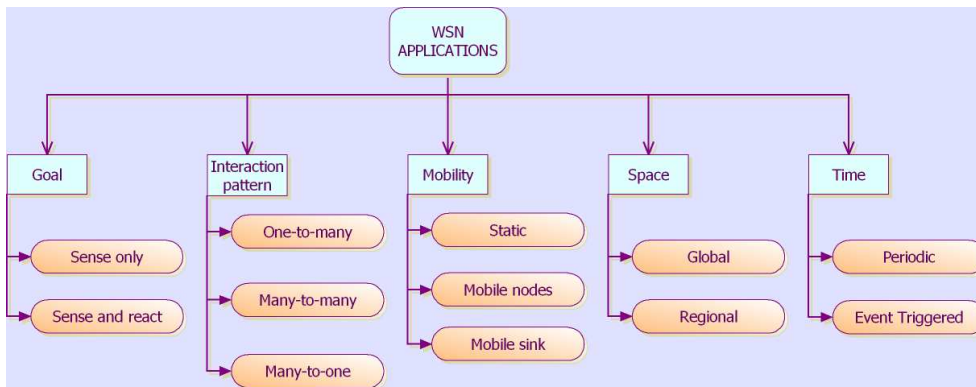 WSN
APPLICATIONS
Goal
Interaction
pattern
Mobility
Space
Time
One-to-many
Static
Sense only
Global
Periodic
Many-to-many
Mobile nodes
Sense and react
Regional
Event Triggered
Many-to-one
Mobile sink